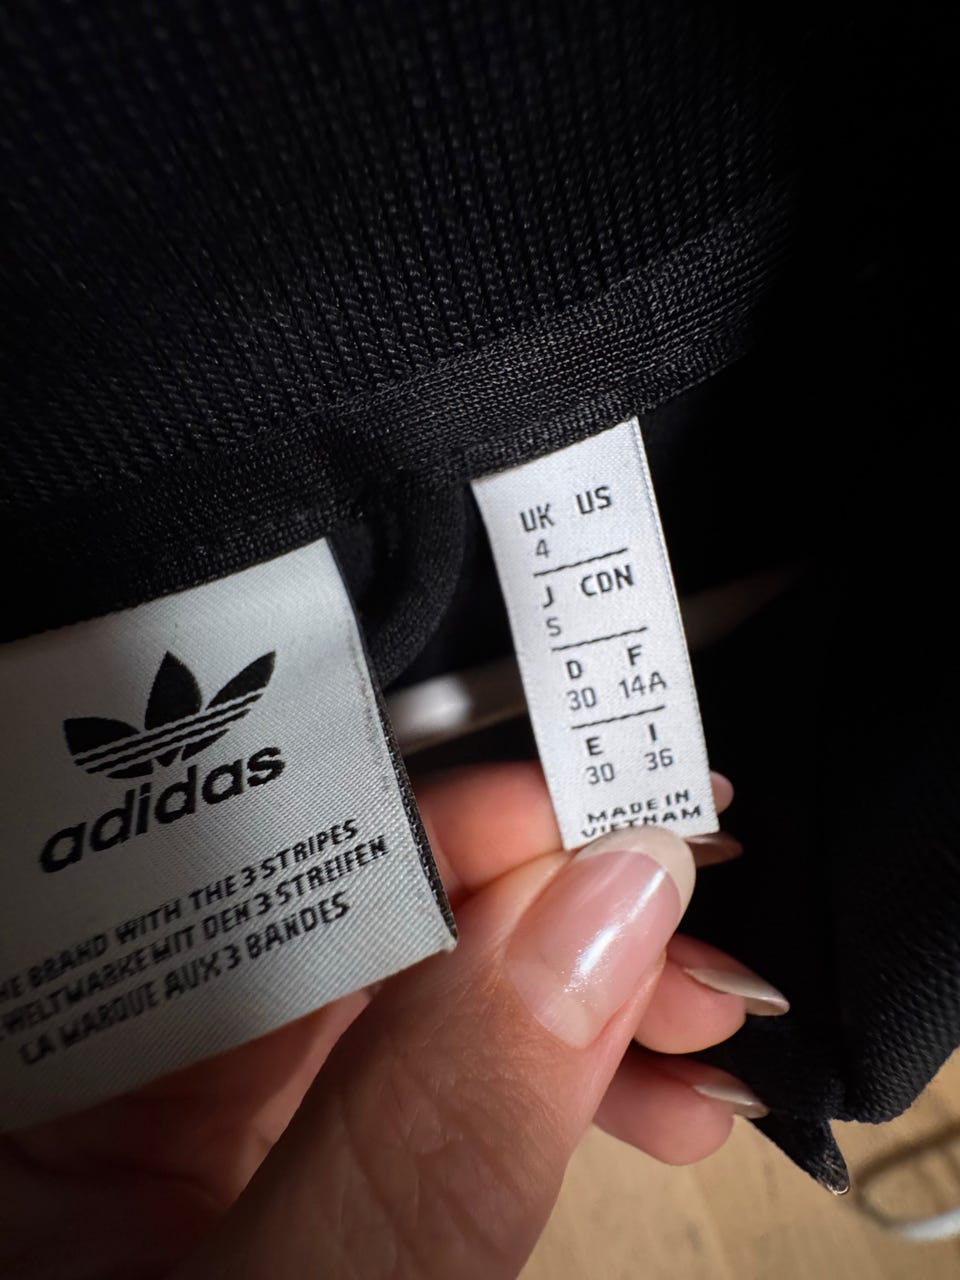 adidas
HE BRAND WITH THE 3 STRIPES
WELTMARKE MIT DEN 3 STREIFEN
LA MARQUE AUX 3 BANDES
UK US
4
J CDN
S
D F
30 14A
E I
30 36
MADE IN
VIETNAM